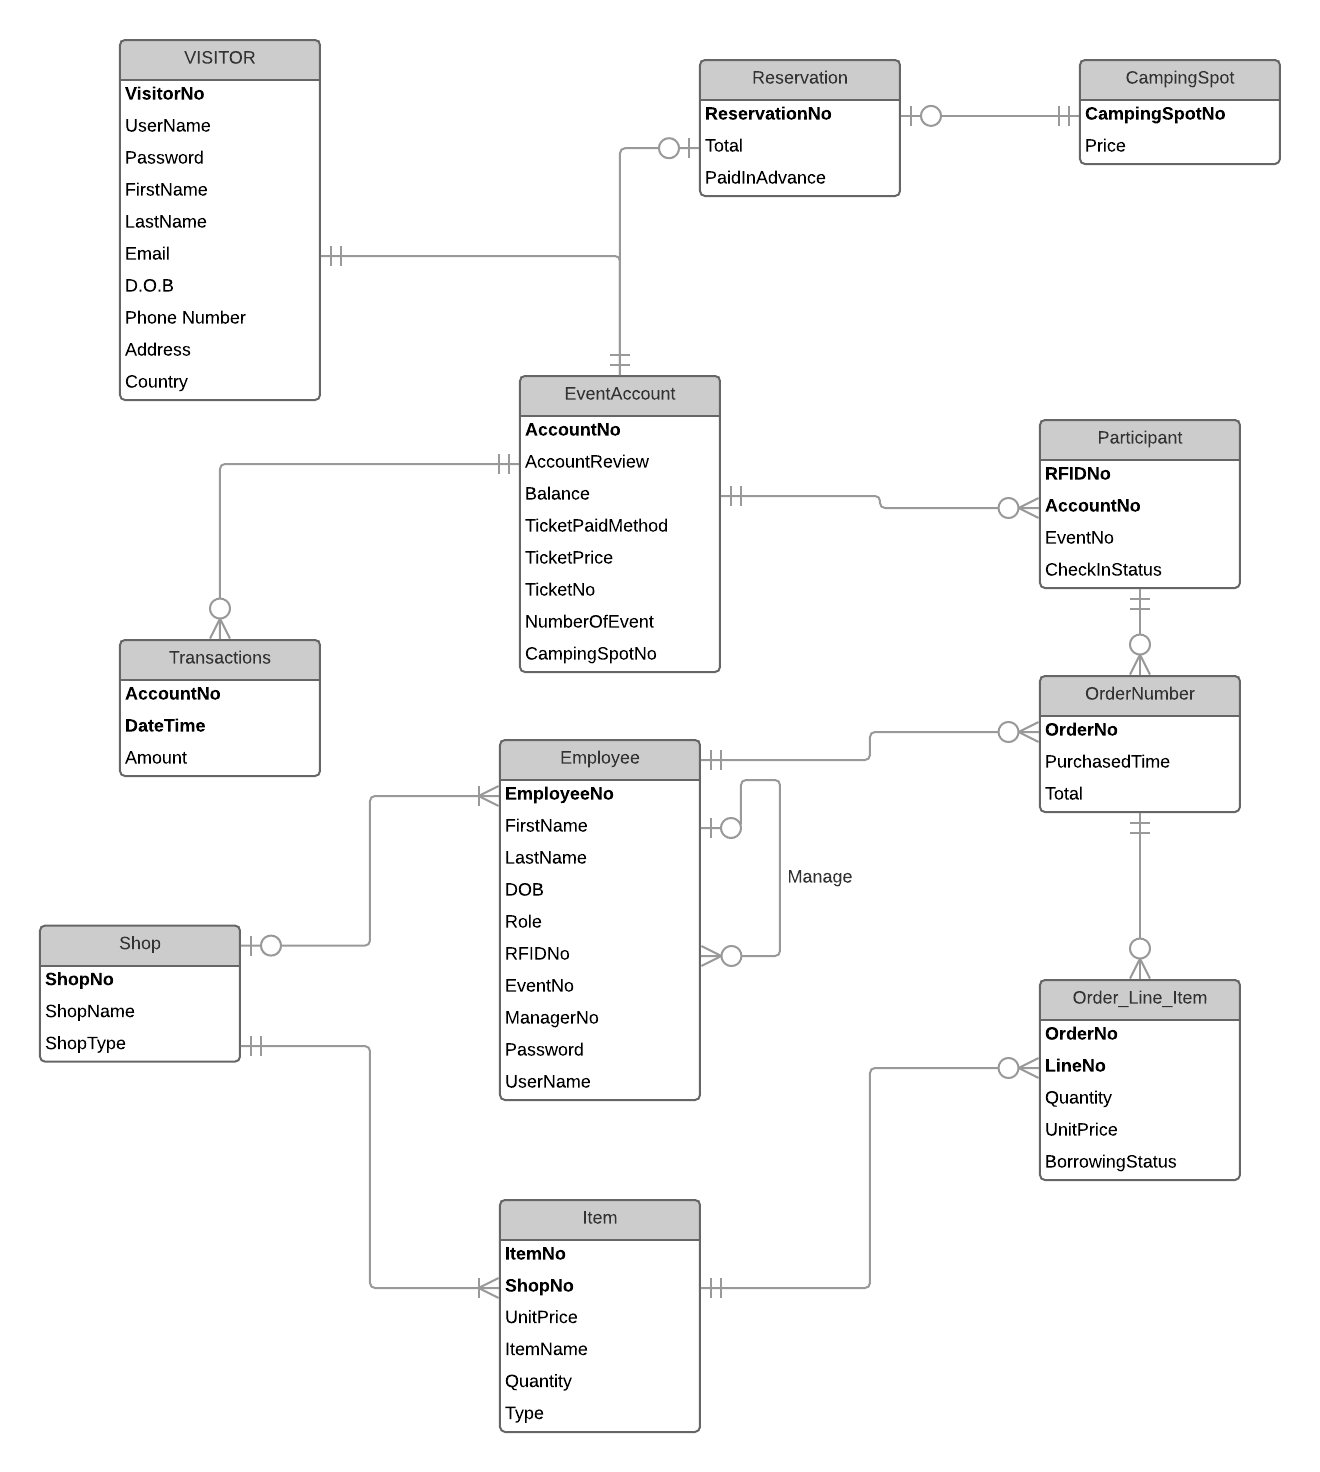 VISITOR
VisitorNo
UserName
Password
FirstName
LastName
Email
D.O.B
Phone Number
Address
Country
Reservation
ReservationNo
Total
PaidInAdvance
CampingSpot
CampingSpotNo
Price
EventAccount
AccountNo
AccountReview
Balance
TicketPaidMethod
TicketPrice
TicketNo
NumberOfEvent
CampingSpotNo
Participant
RFIDNo
AccountNo
EventNo
CheckInStatus
Transactions
AccountNo
DateTime
Amount
OrderNumber
OrderNo
PurchasedTime
Total
Employee
EmployeeNo
FirstName
LastName
DOB
Role
RFIDNo
EventNo
ManagerNo
Password
UserName
Manage
Shop
ShopNo
ShopName
ShopType
Order_Line_Item
OrderNo
LineNo
Quantity
UnitPrice
BorrowingStatus
Item
ItemNo
ShopNo
UnitPrice
ItemName
Quantity
Type